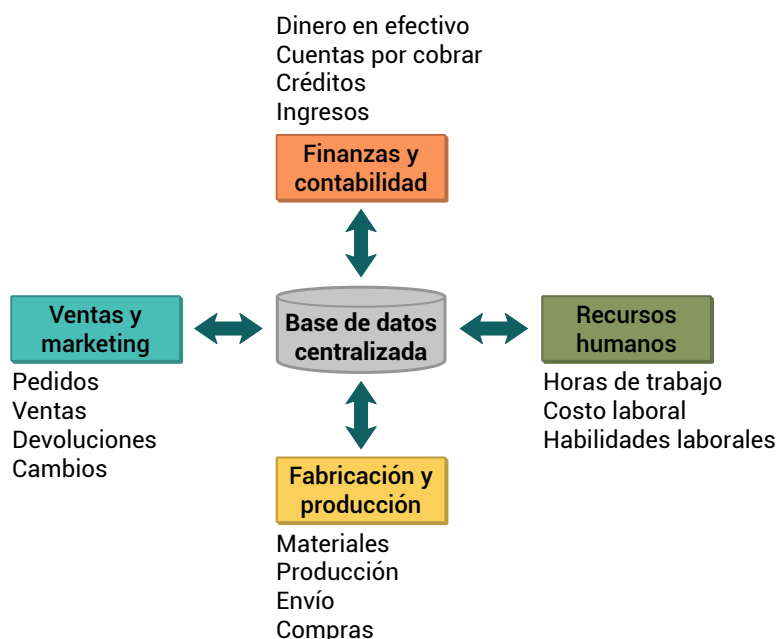 Dinero en efectivo
Cuentas por cobrar
Créditos
Ingresos
Finanzas y
contabilidad
Ventas y
marketing
Pedidos
Ventas
Devoluciones
Cambios
Base de datos
centralizada
Recursos
humanos
Horas de trabajo
Costo laboral
Habilidades laborales
Fabricación y
producción
Materiales
Producción
Envío
Compras